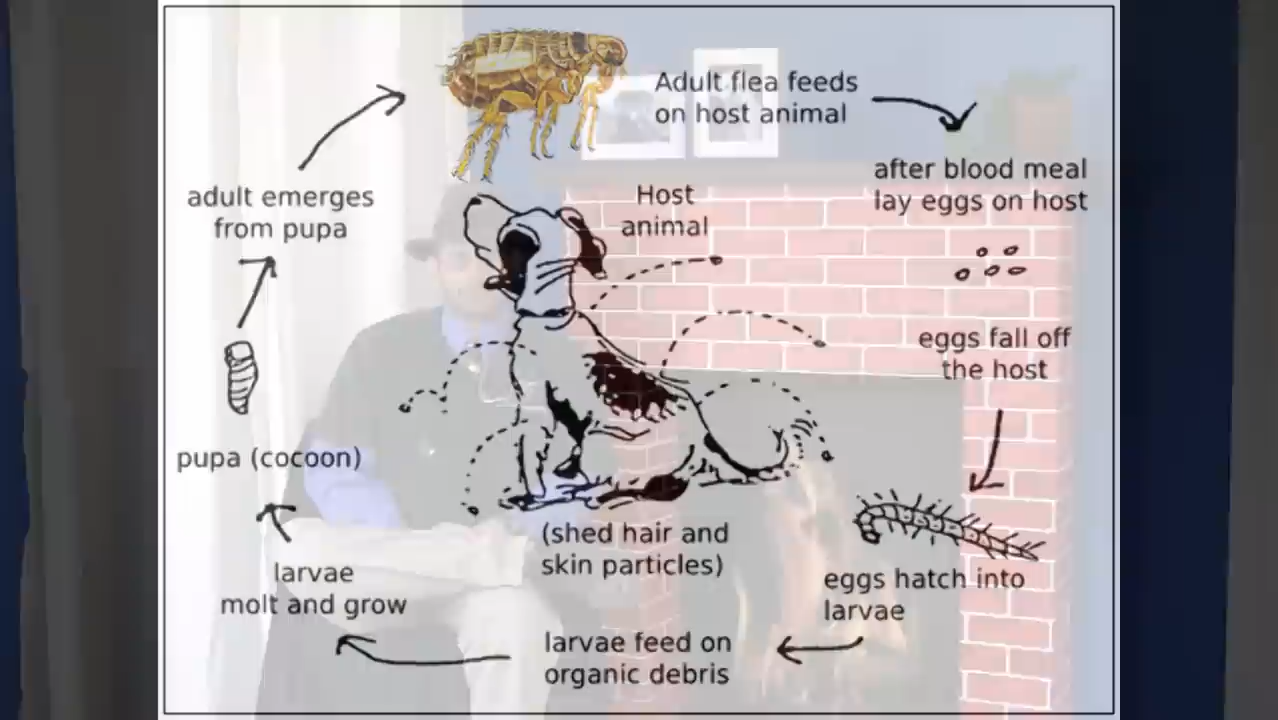 Adult flea feeds
on host animal
after blood meal
lay eggs on host
eggs fall off
the host
eggs hatch into
larvae
larvae feed on
organic debris
larvae
molt and grow
pupa (cocoon)
adult emerges
from pupa
Host
animal
(shed hair and
skin particles)